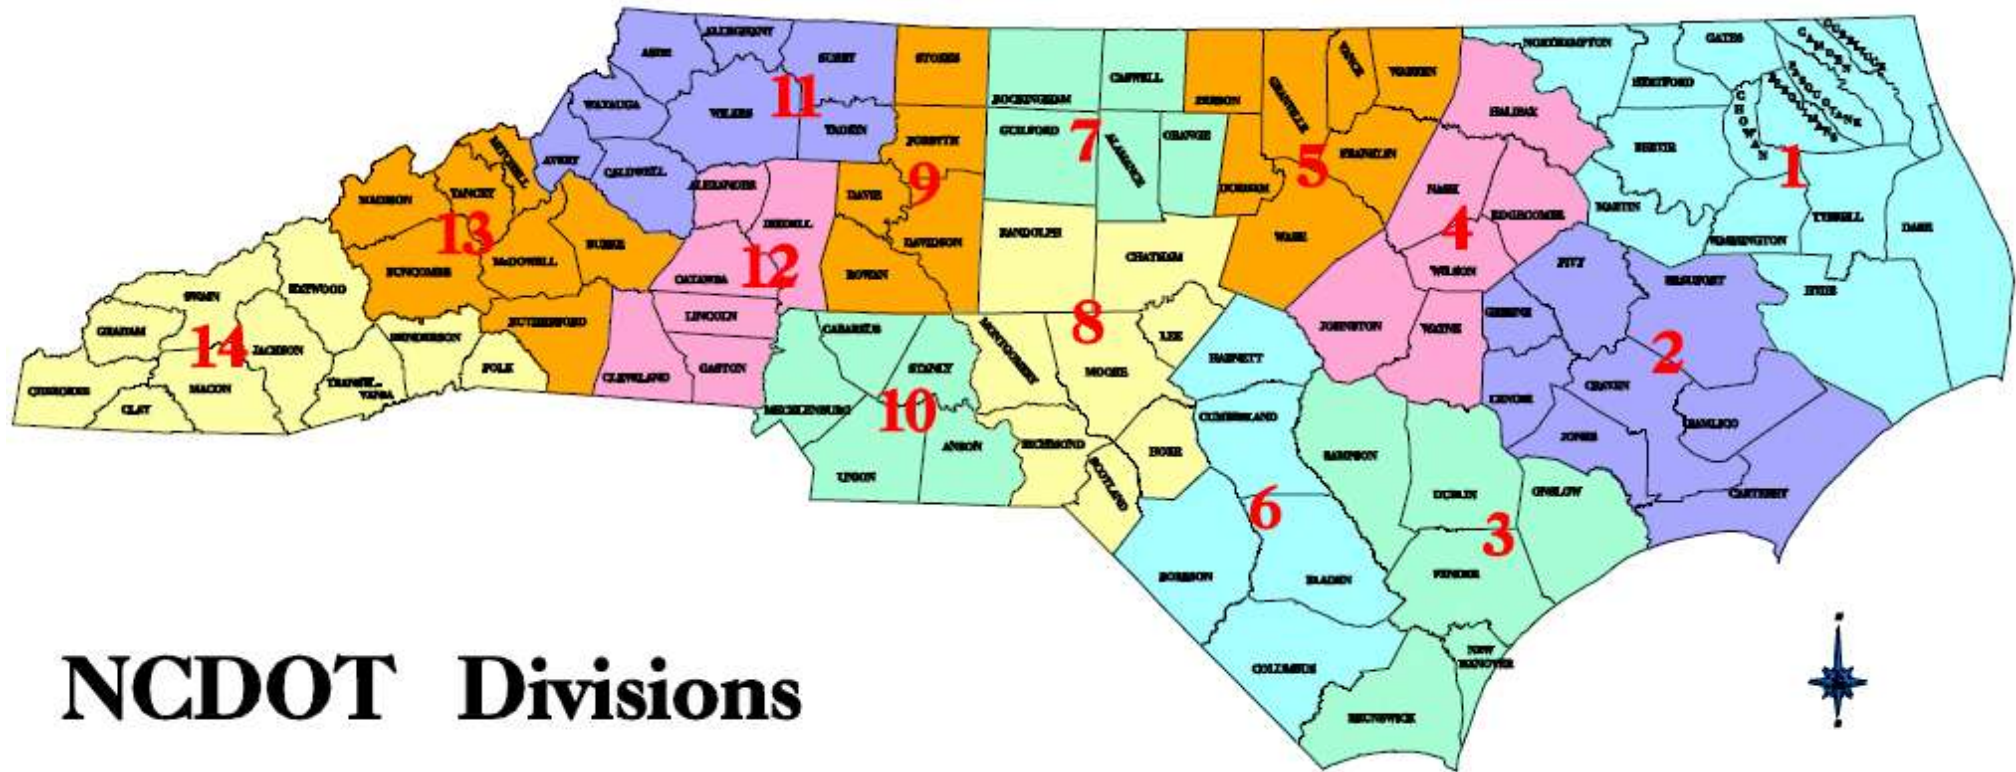 ASHE
ALLEGHANY
SURRY
STOKES
ROCKINGHAM
CASWELL
PERSON
GRANVILLE
VANCE
WARREN
NORTHAMPTON
GATES
CAMDEN
CURRITUCK
HERTFORD
PASQUOTANK
PERQUIMANS
CHOWAN
WATAUGA
WILKES
11
YADKIN
FORSYTH
GUILFORD
7
ALAMANCE
ORANGE
DURHAM
5
FRANKLIN
HALIFAX
NASH
EDGECOMBE
4
BERTIE
1
MARTIN
WASHINGTON
TYRRELL
DARE
MITCHELL
AVERY
CALDWELL
ALEXANDER
IREDELL
DAVIE
9
DAVIDSON
RANDOLPH
CHATHAM
WAKE
WILSON
PITT
BEAUFORT
HYDE
MADISON
YANCEY
13
BUNCOMBE
McDOWELL
BURKE
CATAWBA
12
ROWAN
SWAIN
HAYWOOD
GRAHAM
14
JACKSON
HENDERSON
RUTHERFORD
LINCOLN
CABARRUS
MONTGOMERY
8
LEE
HARNETT
JOHNSTON
WAYNE
GREENE
2
CHEROKEE
CLAY
MACON
TRANSYL-
VANIA
POLK
CLEVELAND
GASTON
STANLY
MOORE
LENOIR
CRAVEN
MECKLENBURG
10
UNION
ANSON
RICHMOND
SCOTLAND
HOKE
CUMBERLAND
SAMPSON
DUPLIN
JONES
PAMLICO
ONSLOW
CARTERET
6
3
ROBESON
BLADEN
PENDER
COLUMBUS
NEW
HANOVER
BRUNSWICK
NCDOT Divisions